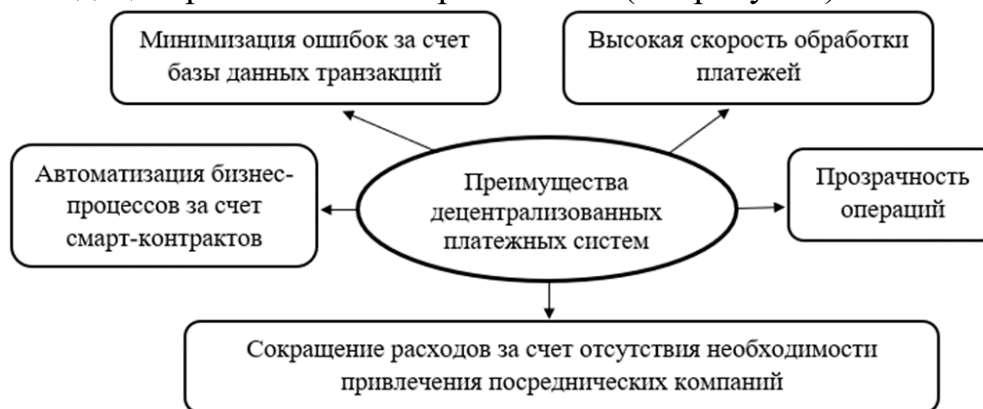 Минимизация ошибок за счет
базы данных транзакций
Высокая скорость обработки
платежей
Автоматизация бизнес-
процессов за счет
смарт-контрактов
Преимущества
децентрализованных
платежных систем
Прозрачность
операций
Сокращение расходов за счет отсутствия необходимости
привлечения посреднических компаний